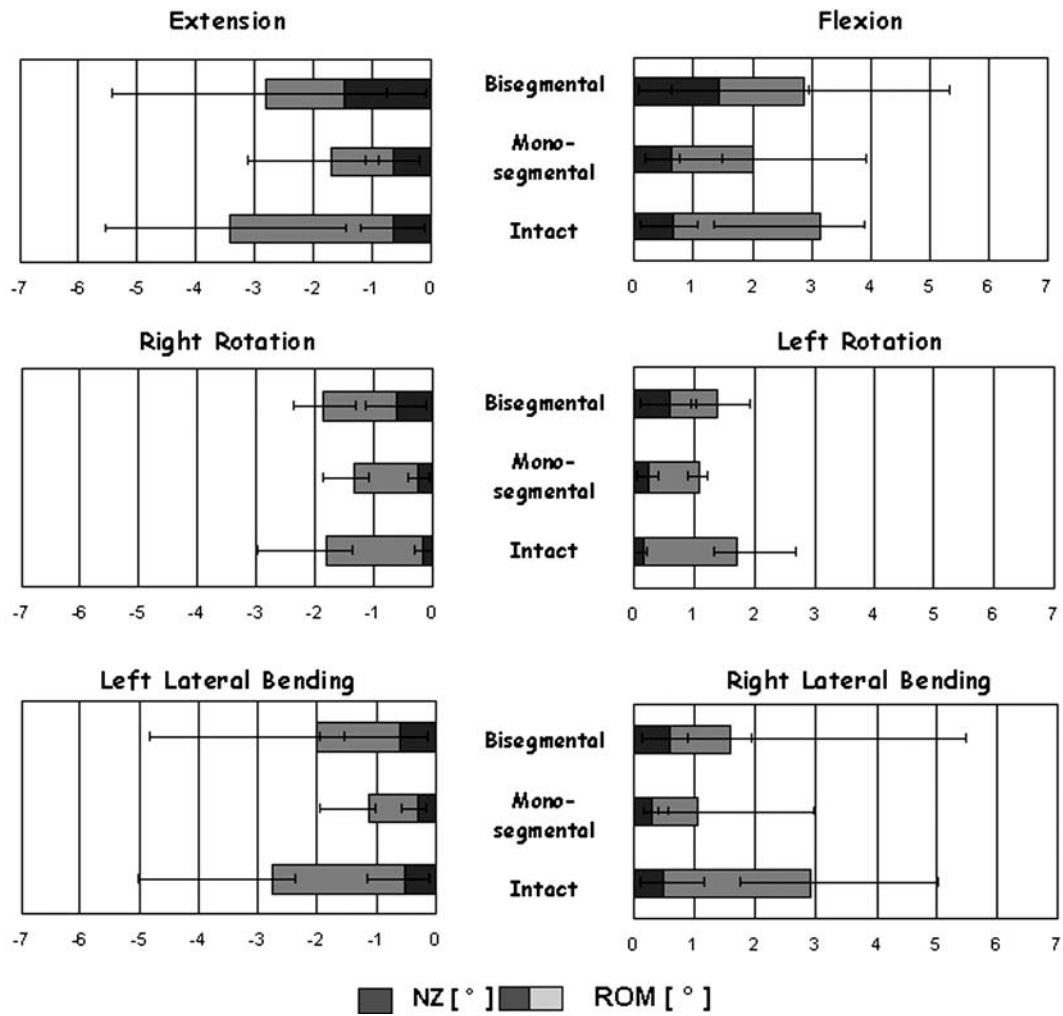 Extension
Flexion
Bisegmental
Mono-
segmental
Intact
-7 -6 -5 -4 -3 -2 -1 0
0 1 2 3 4 5 6 7
Right Rotation
Left Rotation
Bisegmental
Mono-
segmental
Intact
-7 -6 -5 -4 -3 -2 -1 0
0 1 2 3 4 5 6 7
Left Lateral Bending
Right Lateral Bending
Bisegmental
Mono-
segmental
Intact
-7 -6 -5 -4 -3 -2 -1 0
0 1 2 3 4 5 6 7
NZ [ ° ] ROM [ ° ]